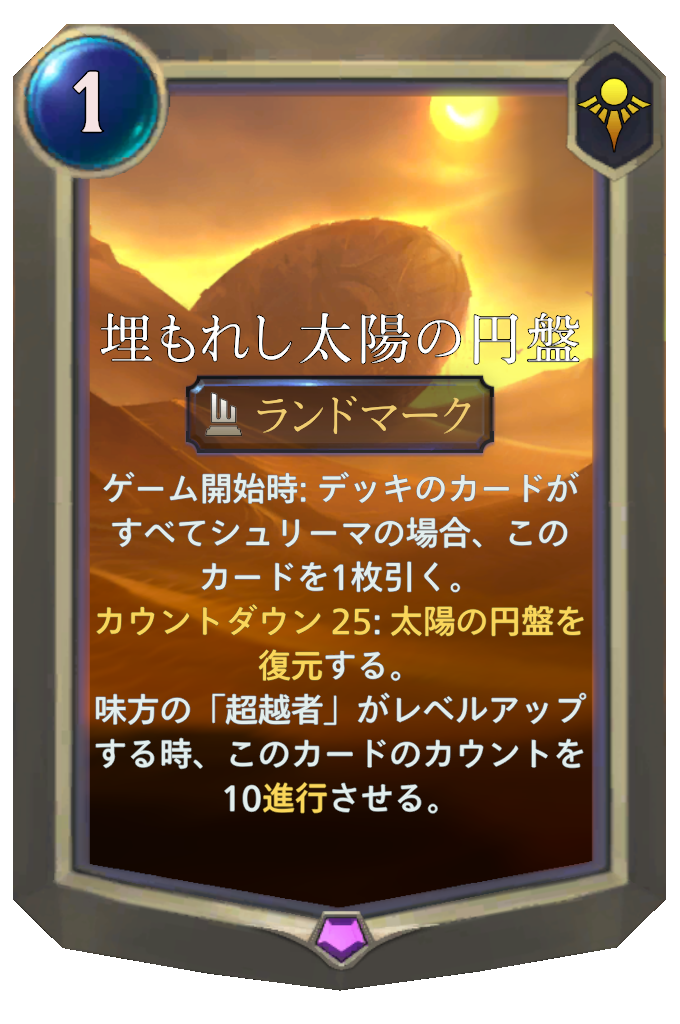 1
埋もれし太陽の円盤
ランドマーク
ゲーム開始時: デッキのカードが
すべてシュリーマの場合、この
カードを1枚引く。
カウントダウン 25: 太陽の円盤を
復元する。
味方の「超越者」がレベルアップ
する時、このカードのカウントを
10進行させる。